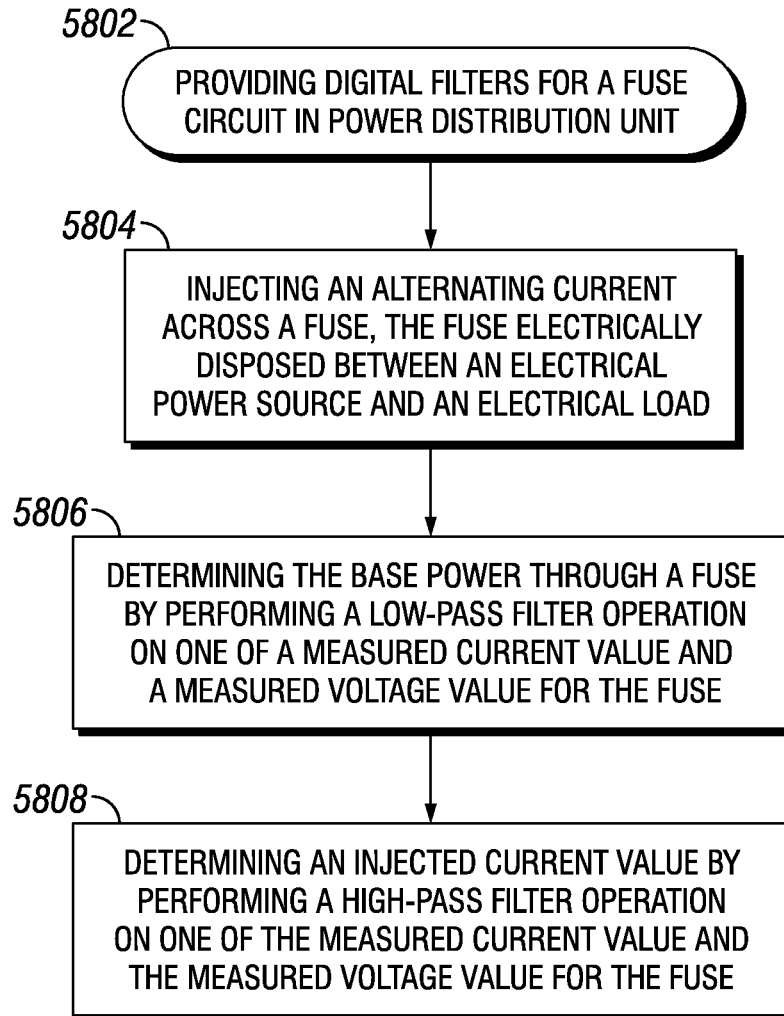 5802
PROVIDING DIGITAL FILTERS FOR A FUSE
CIRCUIT IN POWER DISTRIBUTION UNIT
5804
INJECTING AN ALTERNATING CURRENT
ACROSS A FUSE, THE FUSE ELECTRICALLY
DISPOSED BETWEEN AN ELECTRICAL
POWER SOURCE AND AN ELECTRICAL LOAD
5806
DETERMINING THE BASE POWER THROUGH A FUSE
BY PERFORMING A LOW-PASS FILTER OPERATION
ON ONE OF A MEASURED CURRENT VALUE AND
A MEASURED VOLTAGE VALUE FOR THE FUSE
5808
DETERMINING AN INJECTED CURRENT VALUE BY
PERFORMING A HIGH-PASS FILTER OPERATION
ON ONE OF THE MEASURED CURRENT VALUE AND
THE MEASURED VOLTAGE VALUE FOR THE FUSE